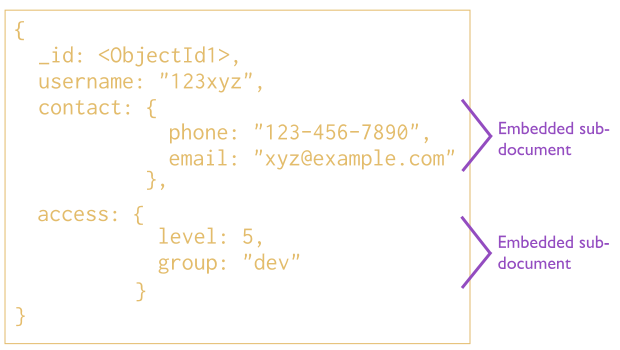 {
_id: <ObjectId1>,
username: "123xyz",
contact: {
phone: "123-456-7890",
email: "xyz@example.com"
},
access: {
level: 5,
group: "dev"
}
}
Embedded sub-
document
Embedded sub-
document